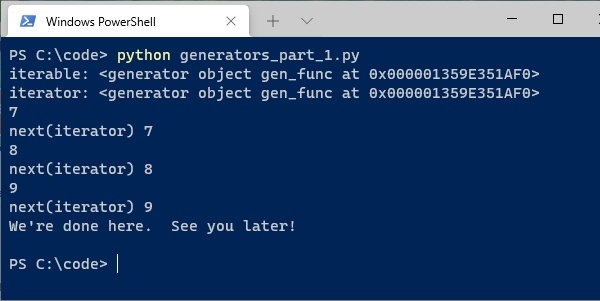 Windows PowerShell
PS C:\code> python generators_part_1.py
iterable: <generator object gen_func at 0x000001359E351AF0>
iterator: <generator object gen_func at 0x000001359E351AF0>
7
next(iterator) 7
8
next(iterator) 8
9
next(iterator) 9
We're done here.  See you later!
PS C:\code>